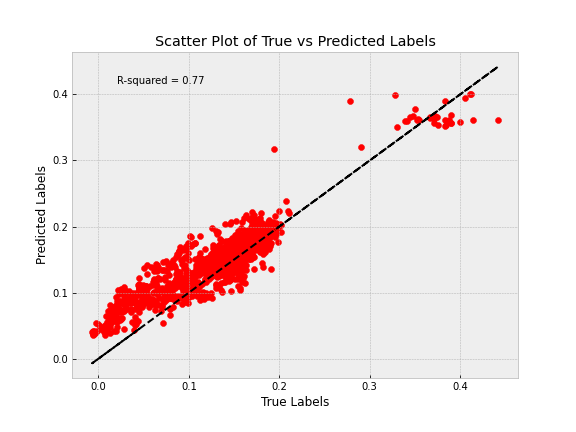 Scatter Plot of True vs Predicted Labels
R-squared = 0.77
0.4
0.3
0.2
0.1
0.0
Predicted Labels
0.0 0.1 0.2 0.3 0.4
True Labels